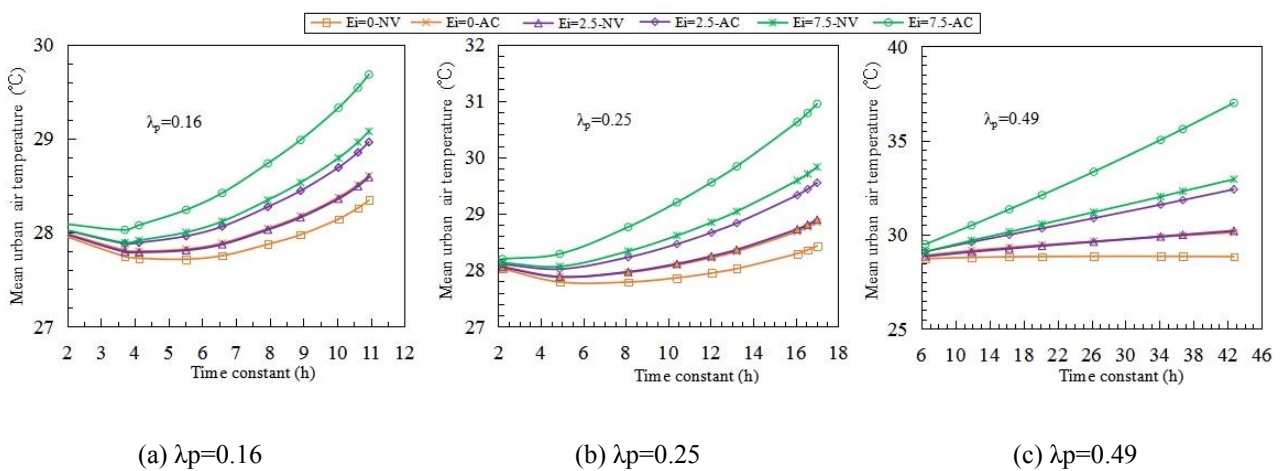 Ei=0-NV Ei=0-AC Ei=2.5-NV Ei=2.5-AC Ei=7.5-NV Ei=7.5-AC
Mean urban air temperature (℃)
30
29
28
27
λp=0.16
2 3 4 5 6 7 8 9 10 11 12
Time constant (h)
Mean urban air temperature (℃)
32
31
30
29
28
27
λp=0.25
2 4 6 8 10 12 14 16 18
Time constant (h)
Mean urban air temperature (℃)
40
35
30
25
λp=0.49
6 10 14 18 22 26 30 34 38 42 46
Time constant (h)
(a) λp=0.16
(b) λp=0.25
(c) λp=0.49